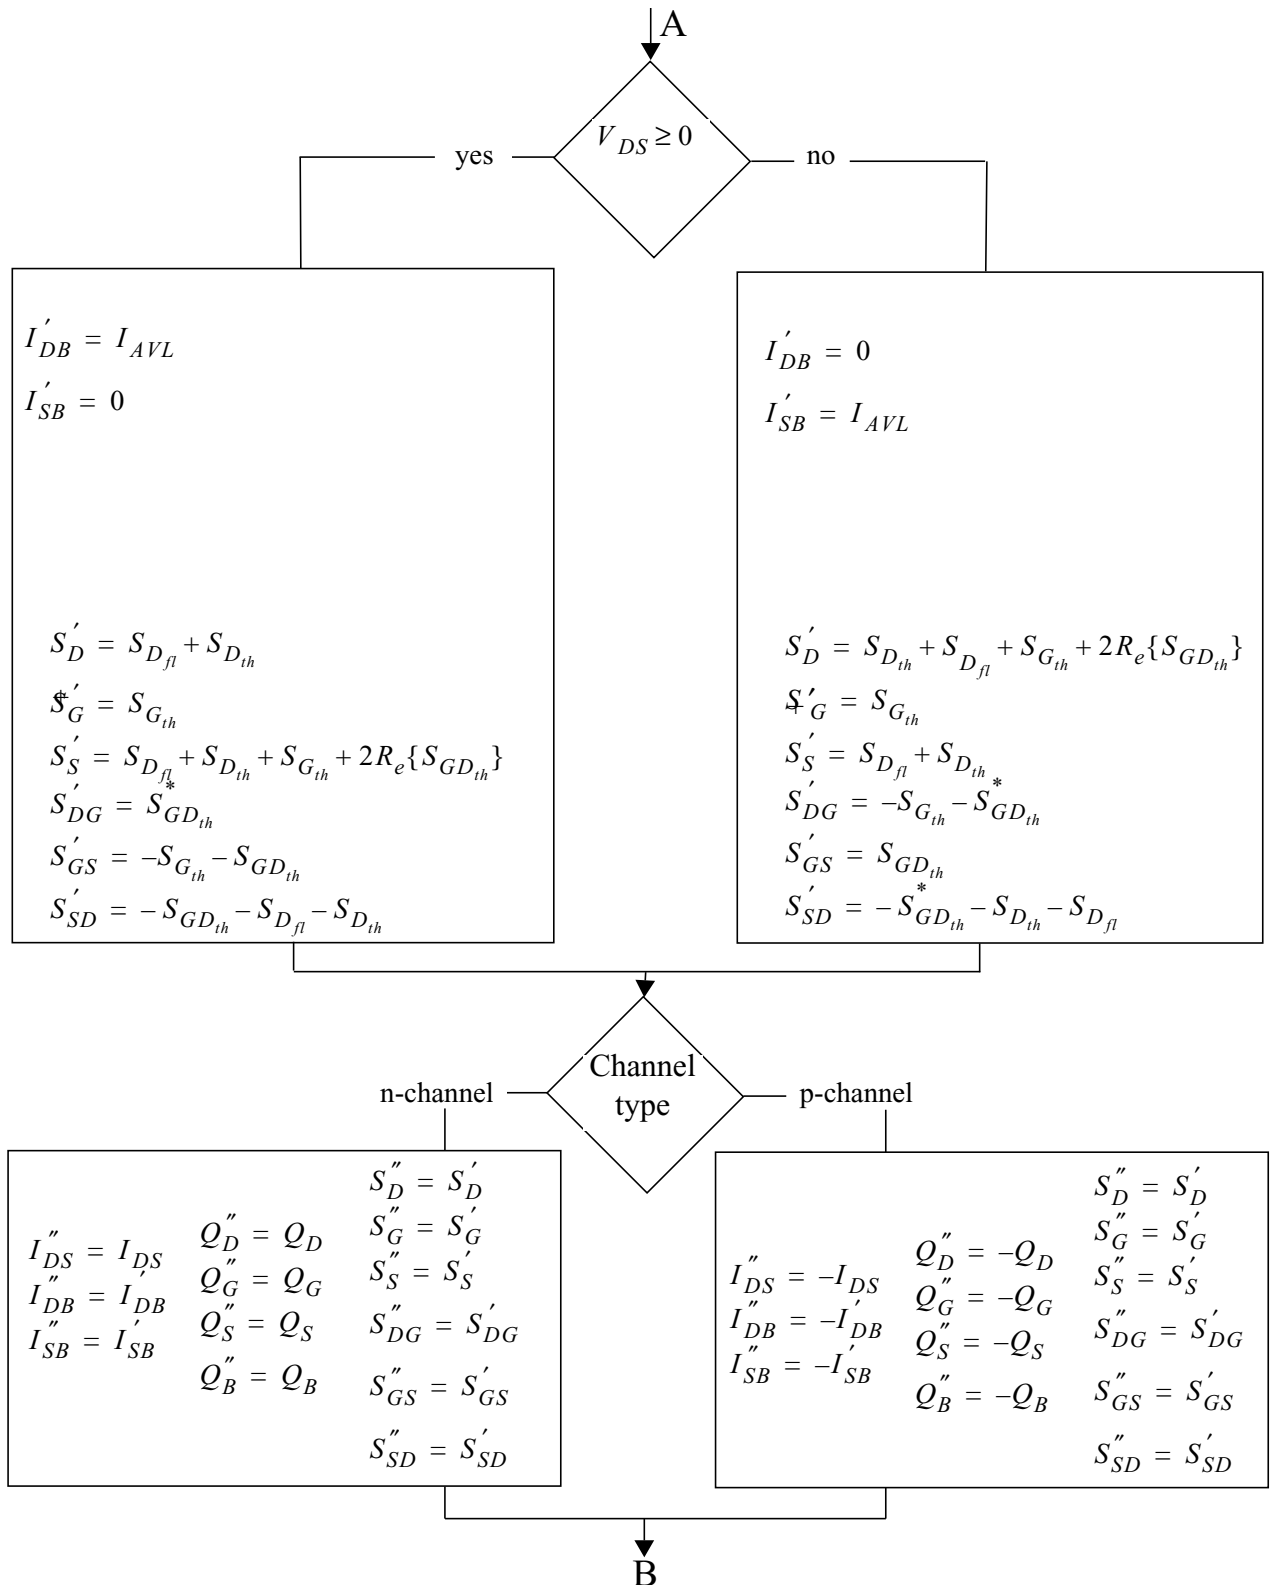 A
V_DS ≥ 0
yes
no
I'_DB = I_AVL
I'_SB = 0
S'_D = S_D_fl + S_D_th
S'_G = S_G_th
S'_S = S_D_fl + S_D_th + S_G_th + 2R_e{S_GD_th}
S'_DG = S*_GD_th
S'_GS = –S_G_th – S_GD_th
S'_SD = – S_GD_th – S_D_fl – S_D_th
I'_DB = 0
I'_SB = I_AVL
S'_D = S_D_th + S_D_fl + S_G_th + 2R_e{S_GD_th}
S'_G = S_G_th
S'_S = S_D_fl + S_D_th
S'_DG = –S_G_th – S*_GD_th
S'_GS = S_GD_th
S'_SD = – S*_GD_th – S_D_th – S_D_fl
Channel
type
n-channel
p-channel
I''_DS = I_DS
I''_DB = I'_DB
I''_SB = I'_SB
Q''_D = Q_D
Q''_G = Q_G
Q''_S = Q_S
Q''_B = Q_B
S''_D = S'_D
S''_G = S'_G
S''_S = S'_S
S''_DG = S'_DG
S''_GS = S'_GS
S''_SD = S'_SD
I''_DS = –I_DS
I''_DB = –I'_DB
I''_SB = –I'_SB
Q''_D = –Q_D
Q''_G = –Q_G
Q''_S = –Q_S
Q''_B = –Q_B
S''_D = S'_D
S''_G = S'_G
S''_S = S'_S
S''_DG = S'_DG
S''_GS = S'_GS
S''_SD = S'_SD
B